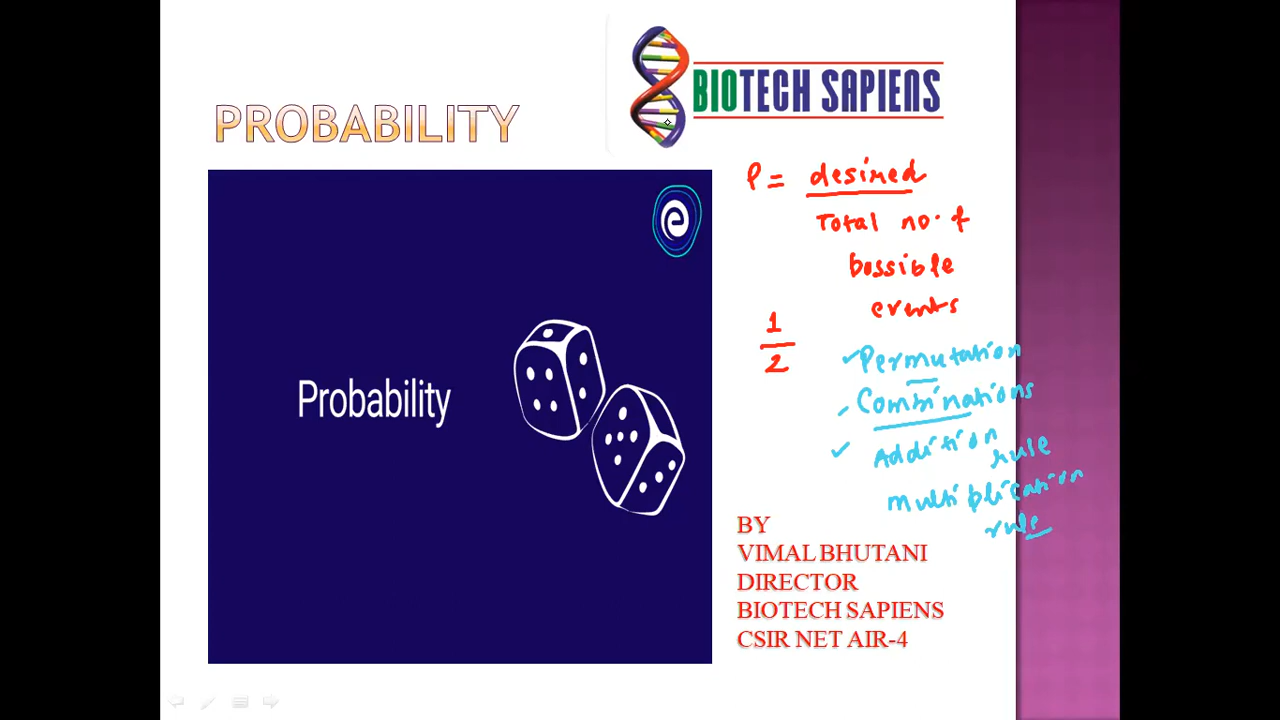 BIOTECH SAPIENS
PROBABILITY
P = desired
Total no. of
possible
events
1
2
Permutation
Combinations
Addition
rule
multiplication
rule
Probability
BY
VIMAL BHUTANI
DIRECTOR
BIOTECH SAPIENS
CSIR NET AIR-4